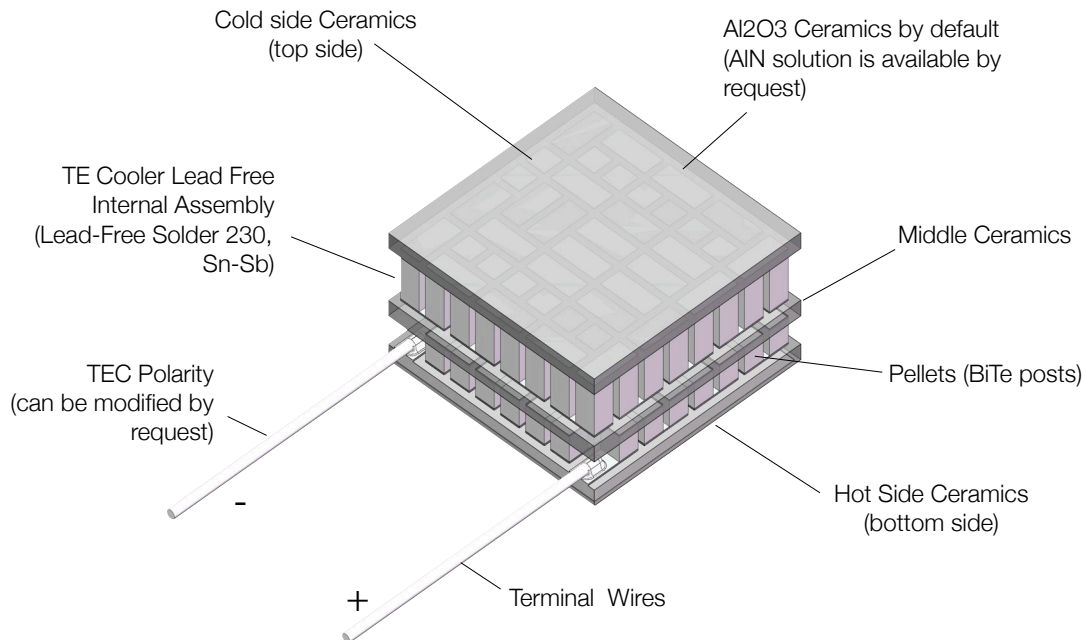 Cold side Ceramics
(top side)
Al2O3 Ceramics by default
(AlN solution is available by
request)
TE Cooler Lead Free
Internal Assembly
(Lead-Free Solder 230,
Sn-Sb)
Middle Ceramics
TEC Polarity
(can be modified by
request)
Pellets (BiTe posts)
-
Hot Side Ceramics
(bottom side)
+
Terminal Wires